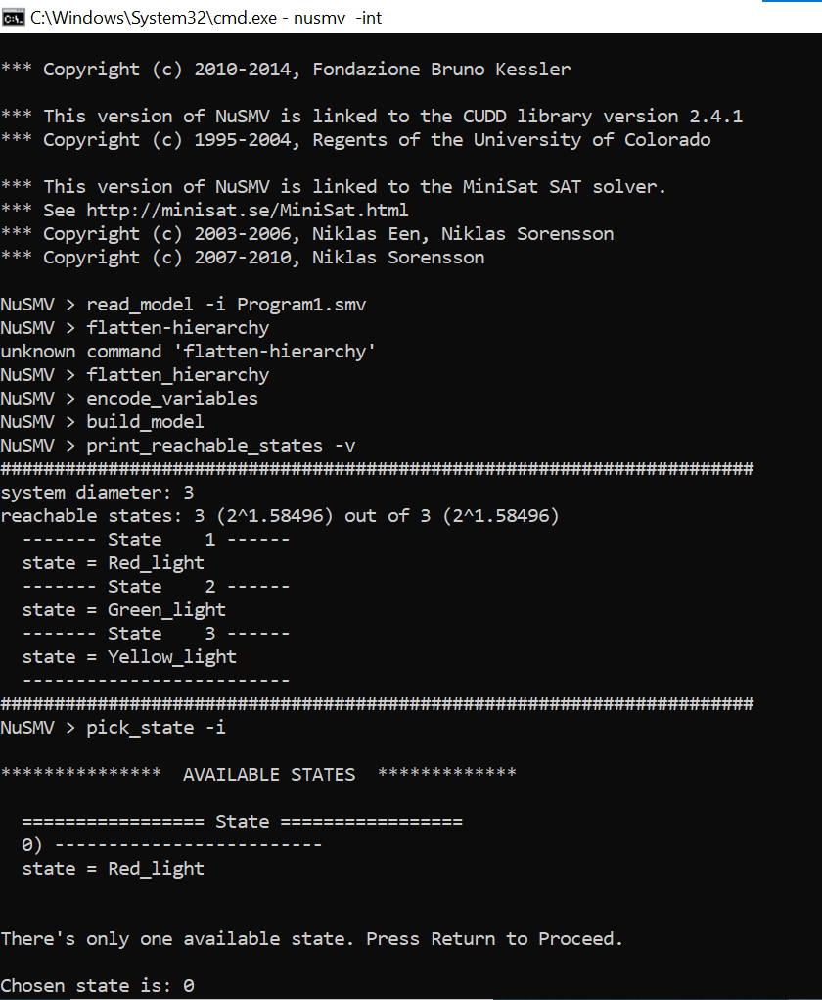 C:\Windows\System32\cmd.exe - nusmv  -int
*** Copyright (c) 2010-2014, Fondazione Bruno Kessler
*** This version of NuSMV is linked to the CUDD library version 2.4.1
*** Copyright (c) 1995-2004, Regents of the University of Colorado
*** This version of NuSMV is linked to the MiniSat SAT solver.
*** See http://minisat.se/MiniSat.html
*** Copyright (c) 2003-2006, Niklas Een, Niklas Sorensson
*** Copyright (c) 2007-2010, Niklas Sorensson
NuSMV > read_model -i Program1.smv
NuSMV > flatten-hierarchy
unknown command 'flatten-hierarchy'
NuSMV > flatten_hierarchy
NuSMV > encode_variables
NuSMV > build_model
NuSMV > print_reachable_states -v
######################################################################
system diameter: 3
reachable states: 3 (2^1.58496) out of 3 (2^1.58496)
  ------- State    1 ------
  state = Red_light
  ------- State    2 ------
  state = Green_light
  ------- State    3 ------
  state = Yellow_light
  -------------------------
######################################################################
NuSMV > pick_state -i
***************  AVAILABLE STATES  *************
  ================= State =================
  0) -------------------------
  state = Red_light
There's only one available state. Press Return to Proceed.
Chosen state is: 0